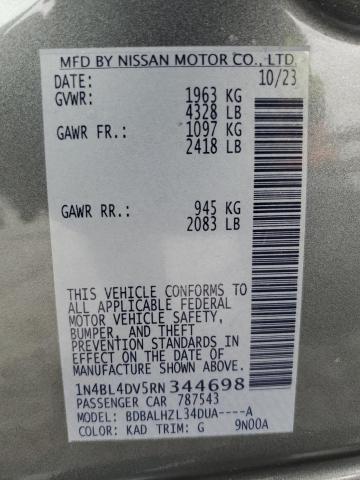 MFD BY NISSAN MOTOR CO., LTD.
DATE: 10/23
GVWR: 1963 KG
4328 LB
GAWR FR.: 1097 KG
2418 LB
GAWR RR.: 945 KG
2083 LB
THIS VEHICLE CONFORMS TO
ALL APPLICABLE FEDERAL
MOTOR VEHICLE SAFETY,
BUMPER, AND THEFT
PREVENTION STANDARDS IN
EFFECT ON THE DATE OF
MANUFACTURE SHOWN ABOVE.
1N4BL4DV5RN344698
PASSENGER CAR 787543
MODEL: BDBALHZL34DUA----A
COLOR: KAD TRIM: G 9N00A